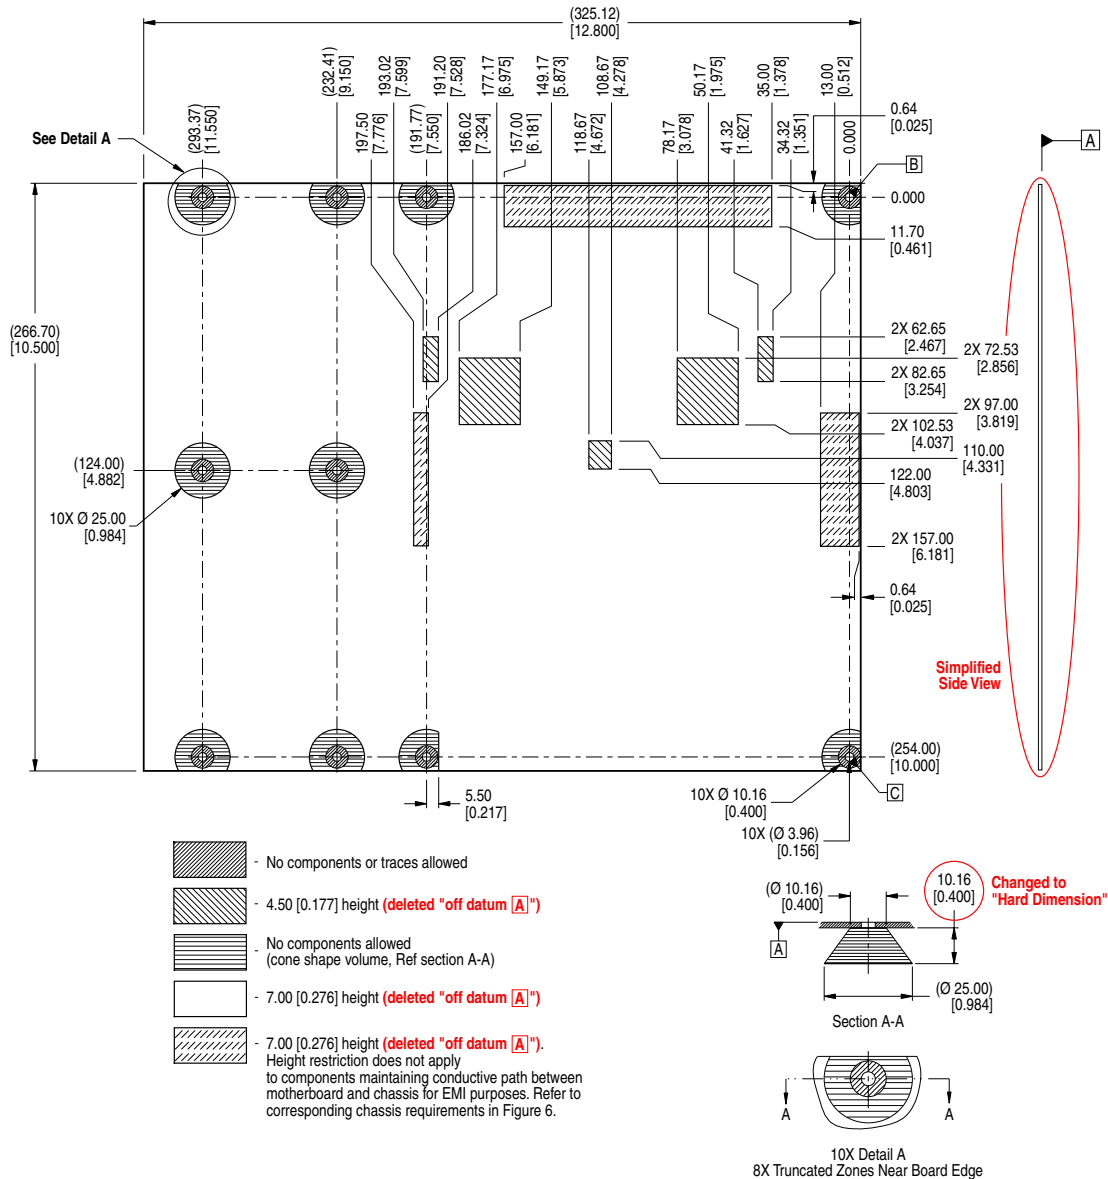 (325.12)
[12.800]
(293.37)
[11.550]
(232.41)
[9.150]
197.50
[7.776]
193.02
[7.599]
(191.77)
[7.550]
191.20
[7.528]
186.02
[7.324]
177.17
[6.975]
157.00
[6.181]
149.17
[5.873]
118.67
[4.672]
108.67
[4.278]
78.17
[3.078]
50.17
[1.975]
41.32
[1.627]
35.00
[1.378]
34.32
[1.351]
13.00
[0.512]
0.000
0.64
[0.025]
A
See Detail A
B
0.000
11.70
[0.461]
(266.70)
[10.500]
2X 62.65
[2.467]
2X 72.53
[2.856]
2X 82.65
[3.254]
2X 97.00
[3.819]
2X 102.53
[4.037]
110.00
[4.331]
(124.00)
[4.882]
122.00
[4.803]
10X Ø 25.00
[0.984]
2X 157.00
[6.181]
0.64
[0.025]
Simplified
Side View
(254.00)
[10.000]
C
5.50
[0.217]
10X Ø 10.16
[0.400]
10X (Ø 3.96)
[0.156]
- No components or traces allowed
- 4.50 [0.177] height (deleted "off datum A")
- No components allowed
(cone shape volume, Ref section A-A)
- 7.00 [0.276] height (deleted "off datum A")
- 7.00 [0.276] height (deleted "off datum A").
Height restriction does not apply
to components maintaining conductive path between
motherboard and chassis for EMI purposes. Refer to
corresponding chassis requirements in Figure 6.
(Ø 10.16)
[0.400]
10.16
[0.400]
Changed to
"Hard Dimension"
A
(Ø 25.00)
[0.984]
Section A-A
A
A
10X Detail A
8X Truncated Zones Near Board Edge